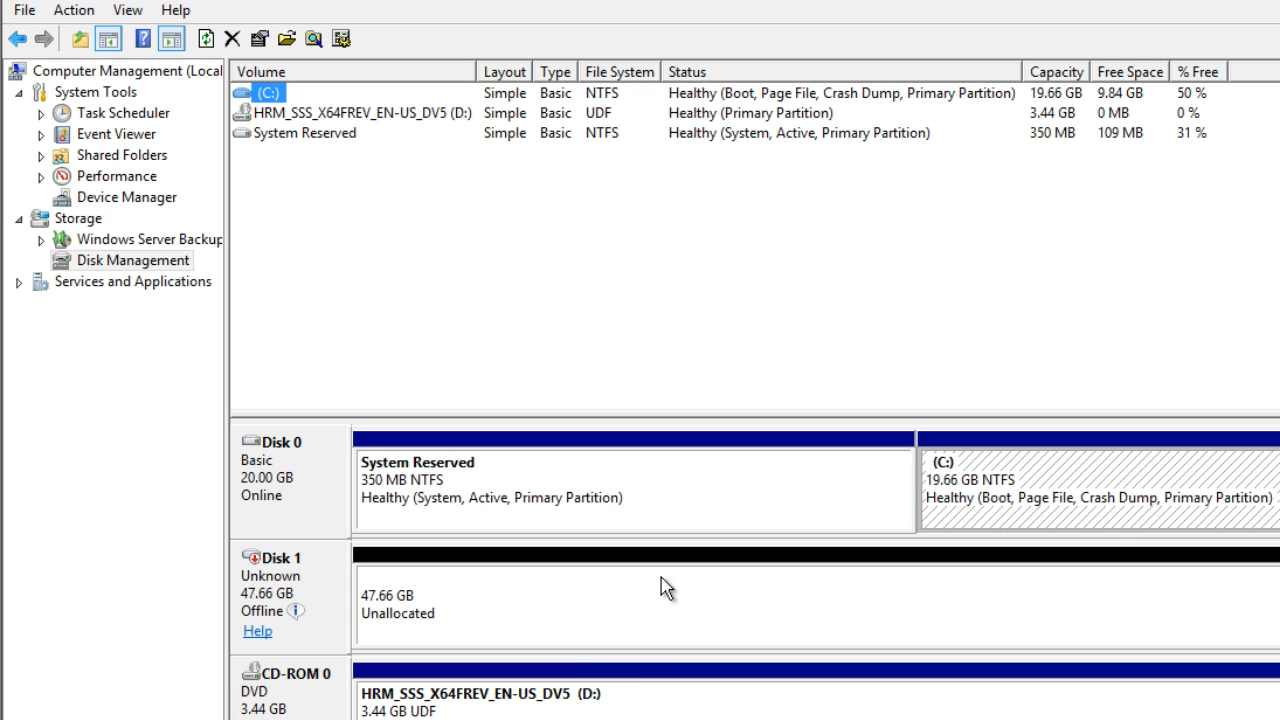 File Action View Help
Computer Management (Local
System Tools
Task Scheduler
Event Viewer
Shared Folders
Performance
Device Manager
Storage
Windows Server Backup
Disk Management
Services and Applications
Volume Layout Type File System Status Capacity Free Space % Free
(C:) Simple Basic NTFS Healthy (Boot, Page File, Crash Dump, Primary Partition) 19.66 GB 9.84 GB 50 %
HRM_SSS_X64FREV_EN-US_DV5 (D:) Simple Basic UDF Healthy (Primary Partition) 3.44 GB 0 MB 0 %
System Reserved Simple Basic NTFS Healthy (System, Active, Primary Partition) 350 MB 109 MB 31 %
Disk 0
Basic
20.00 GB
Online
System Reserved
350 MB NTFS
Healthy (System, Active, Primary Partition)
(C:)
19.66 GB NTFS
Healthy (Boot, Page File, Crash Dump, Primary Partition)
Disk 1
Unknown
47.66 GB
Offline
Help
47.66 GB
Unallocated
CD-ROM 0
DVD
3.44 GB
HRM_SSS_X64FREV_EN-US_DV5 (D:)
3.44 GB UDF